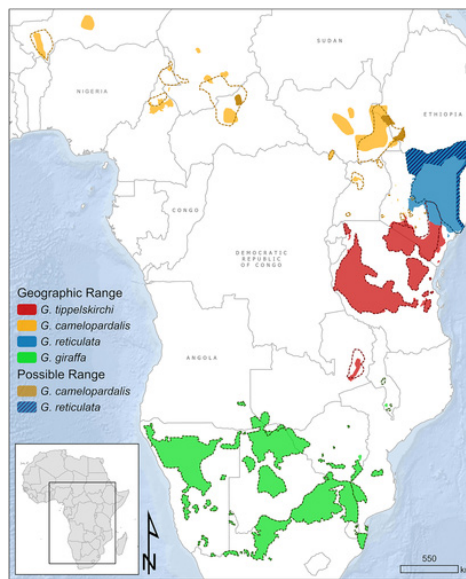 SUDAN
NIGERIA
ETHIOPIA
CONGO
DEMOCRATIC
REPUBLIC
OF CONGO
ANGOLA
Geographic Range
G. tippelskirchi
G. camelopardalis
G. reticulata
G. giraffa
Possible Range
G. camelopardalis
G. reticulata
N
550